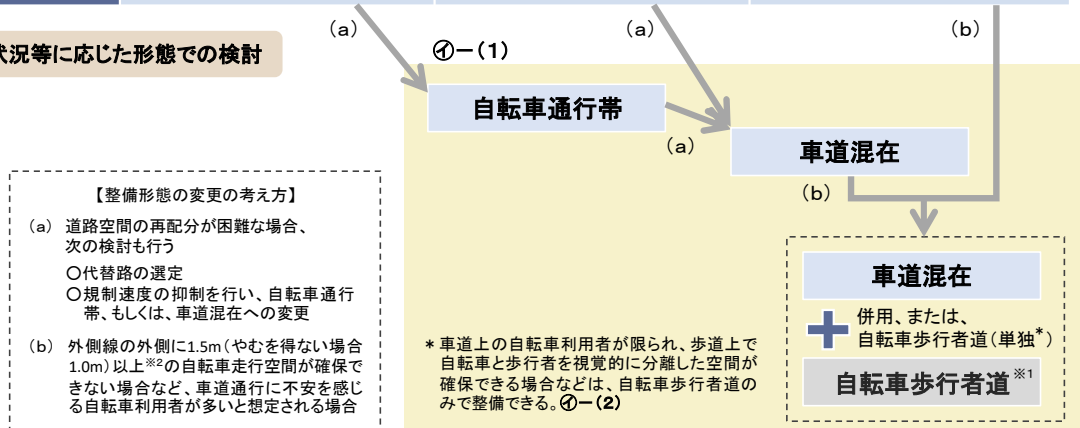 (a)
(a)
(b)
状況等に応じた形態での検討
㋑－(1)
自転車通行帯
(a)
車道混在
(b)
【整備形態の変更の考え方】
(a) 道路空間の再配分が困難な場合、
次の検討も行う
○代替路の選定
○規制速度の抑制を行い、自転車通行
帯、もしくは、車道混在への変更
(b) 外側線の外側に1.5m(やむを得ない場合
1.0m)以上※2の自転車走行空間が確保で
きない場合など、車道通行に不安を感じ
る自転車利用者が多いと想定される場合
*車道上の自転車利用者が限られ、歩道上で
自転車と歩行者を視覚的に分離した空間が
確保できる場合などは、自転車歩行者道の
みで整備できる。㋑－(2)
車道混在
併用、または、
自転車歩行者道(単独*)
自転車歩行者道※1